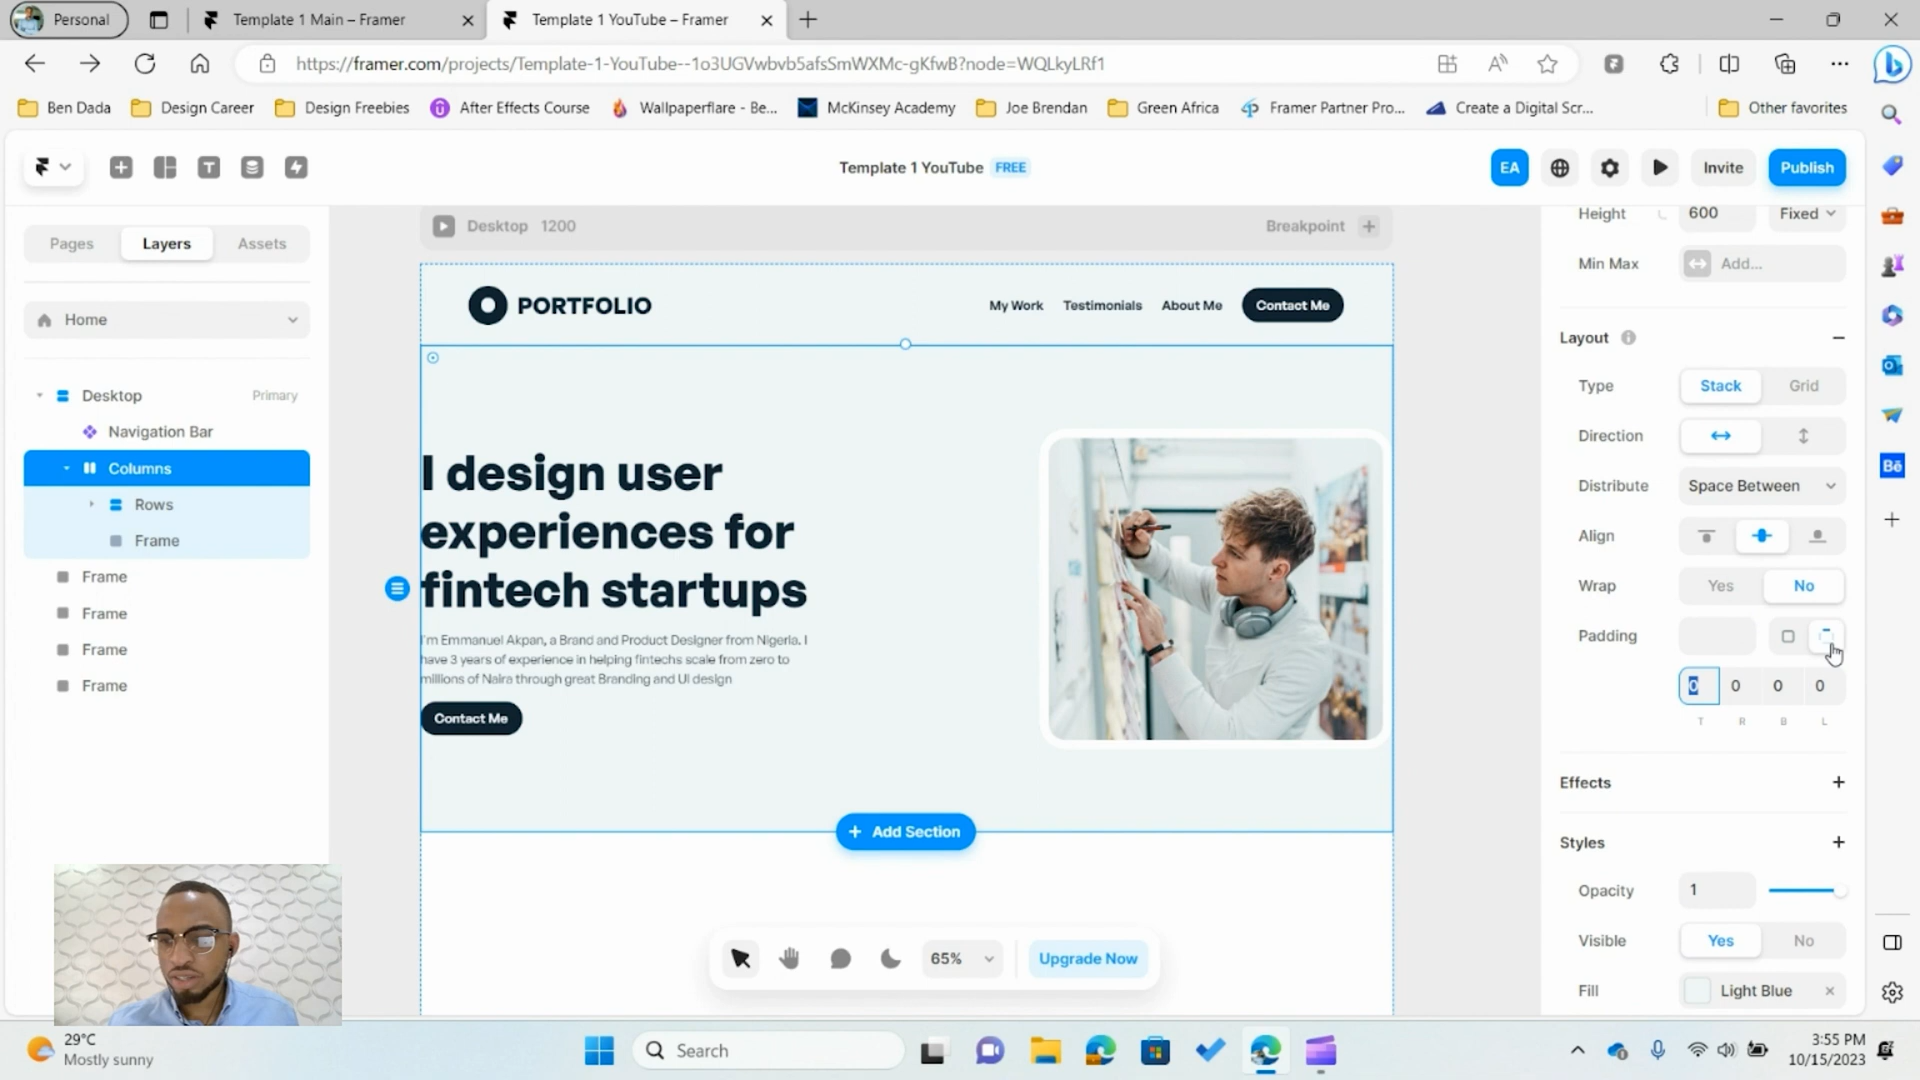 Personal
Template 1 Main – Framer
Template 1 YouTube – Framer
https://framer.com/projects/Template-1-YouTube--1o3UGVwbvb5afsSmWXMc-gKfwB?node=WQLkyLRf1
Ben Dada
Design Career
Design Freebies
After Effects Course
Wallpaperflare - Be...
McKinsey Academy
Joe Brendan
Green Africa
Framer Partner Pro...
Create a Digital Scr...
Other favorites
Template 1 YouTube FREE
EA
Invite
Publish
Pages
Layers
Assets
Home
Desktop
Primary
Navigation Bar
Columns
Rows
Frame
Frame
Frame
Frame
Frame
Desktop 1200
Breakpoint
PORTFOLIO
My Work
Testimonials
About Me
Contact Me
I design user
experiences for
fintech startups
I'm Emmanuel Akpan, a Brand and Product Designer from Nigeria. I
have 3 years of experience in helping fintechs scale from zero to
millions of Naira through great Branding and UI design
Contact Me
Add Section
65%
Upgrade Now
Height
600
Fixed
Min Max
Add...
Layout
Type
Stack
Grid
Direction
Distribute
Space Between
Align
Wrap
Yes
No
Padding
0
0
0
0
T
R
B
L
Effects
Styles
Opacity
1
Visible
Yes
No
Fill
Light Blue
Bē
29°C
Mostly sunny
Search
3:55 PM
10/15/2023